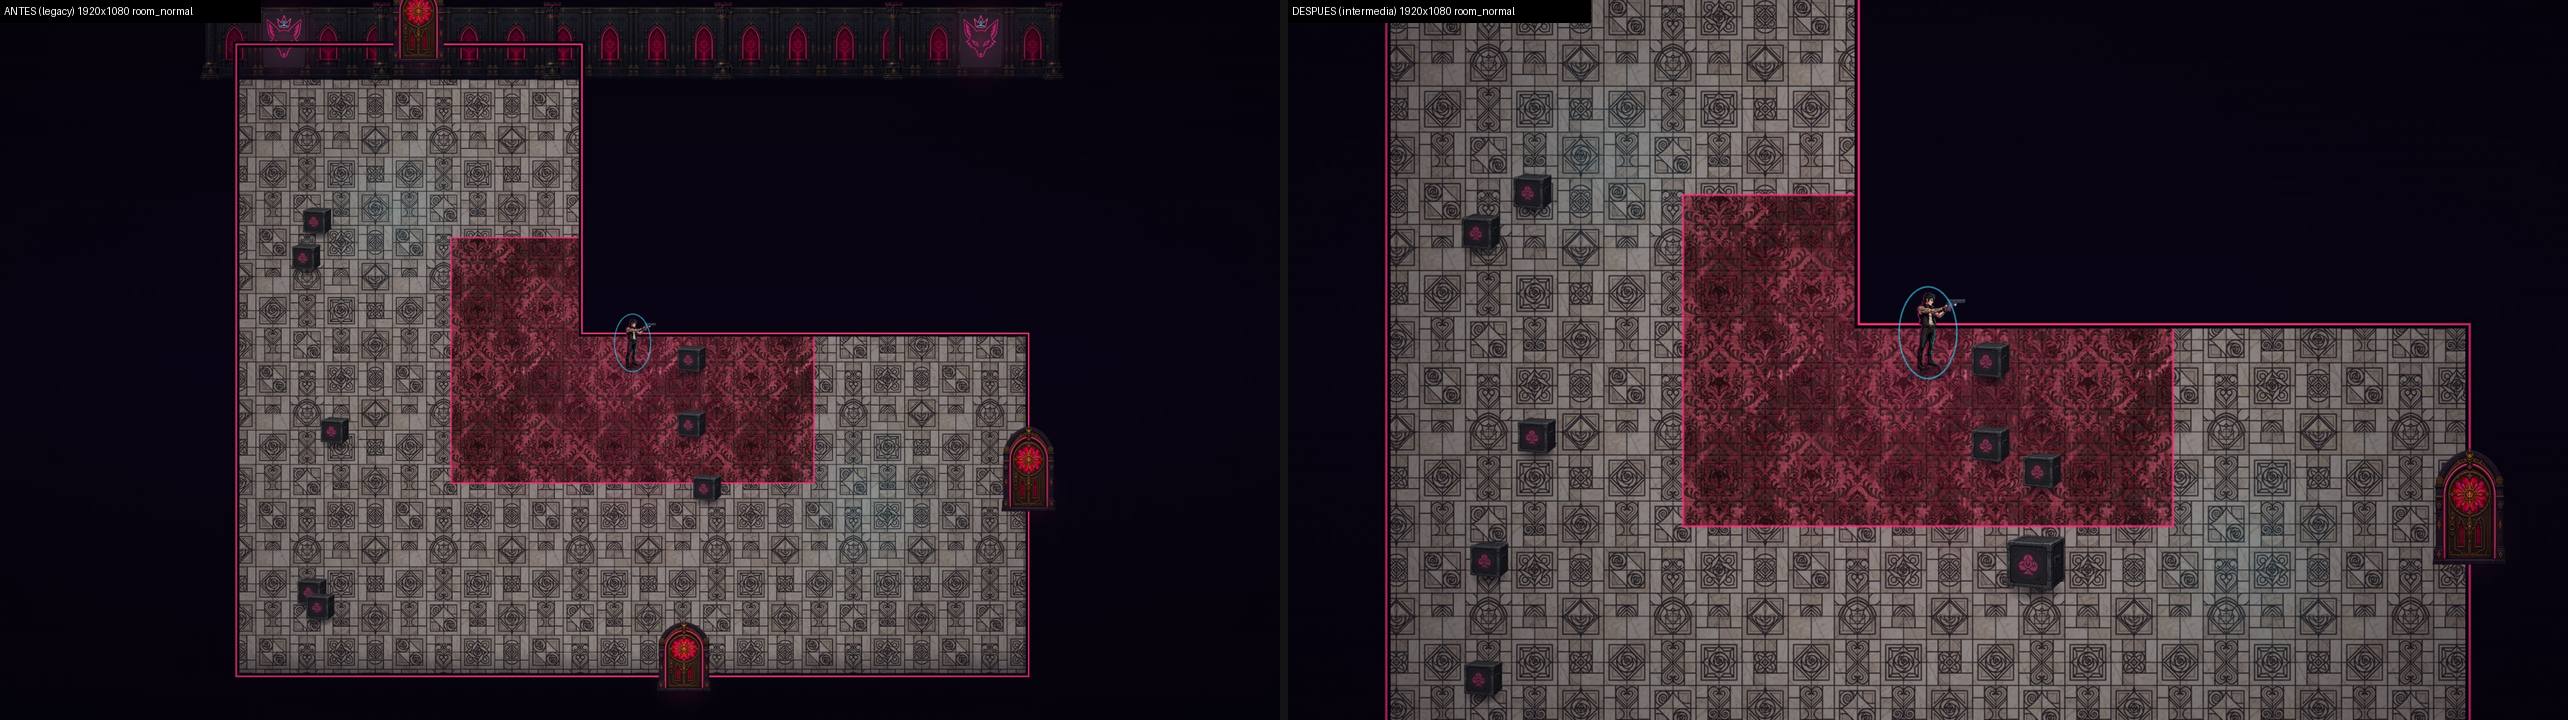 ANTES (legacy) 1920x1080 room_normal
DESPUES (intermedia) 1920x1080 room_normal